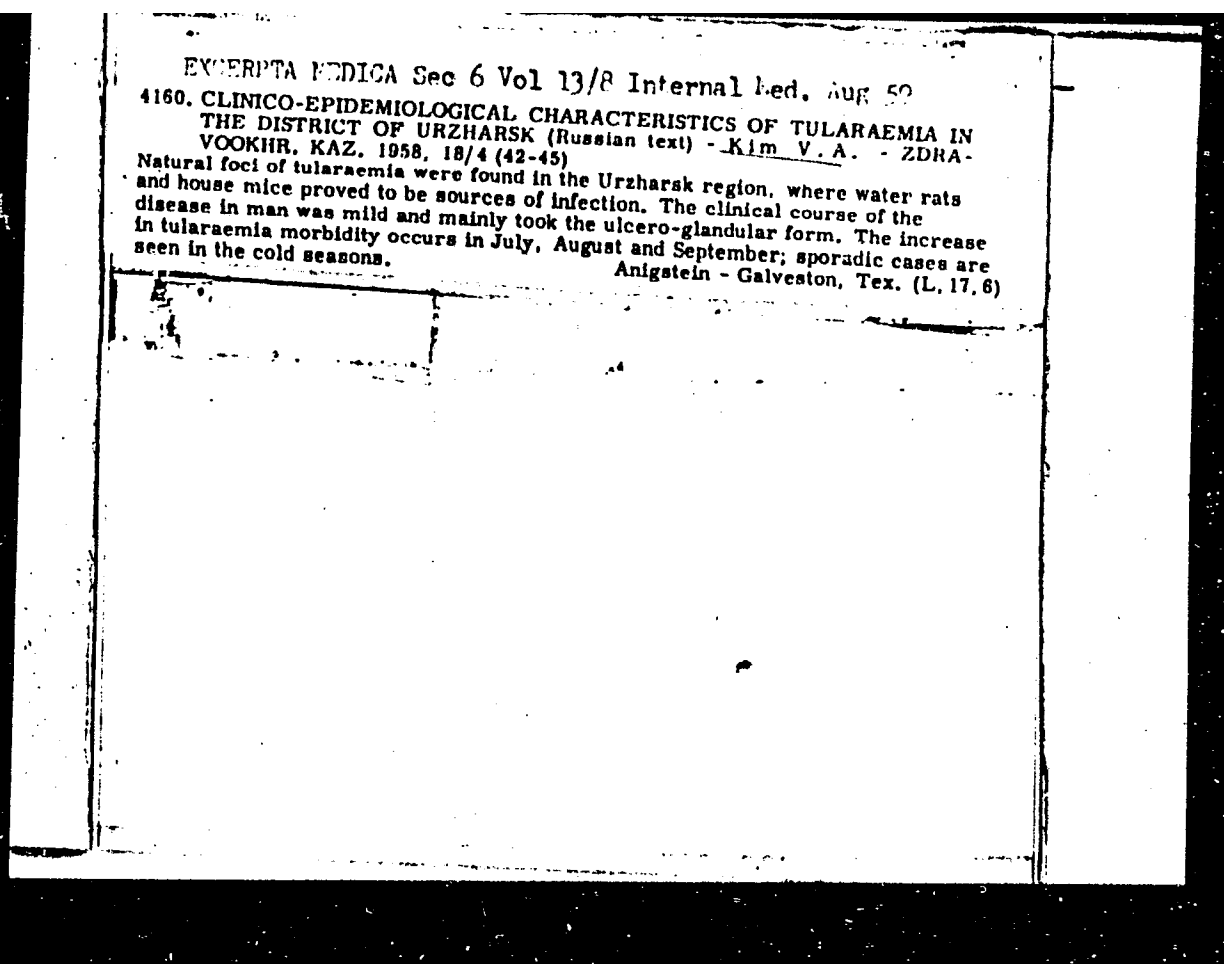 EXCERPTA MEDICA Sec 6 Vol 13/8 Internal Med. Aug 59
4160. CLINICO-EPIDEMIOLOGICAL CHARACTERISTICS OF TULARAEMIA IN
THE DISTRICT OF URZHARSK (Russian text) - Kim V. A. - ZDRA-
VOOKHR. KAZ. 1958, 18/4 (42-45)
Natural foci of tularaemia were found in the Urzharsk region, where water rats
and house mice proved to be sources of infection. The clinical course of the
disease in man was mild and mainly took the ulcero-glandular form. The increase
in tularaemia morbidity occurs in July, August and September; sporadic cases are
seen in the cold seasons.
Anigstein - Galveston, Tex. (L, 17, 6)